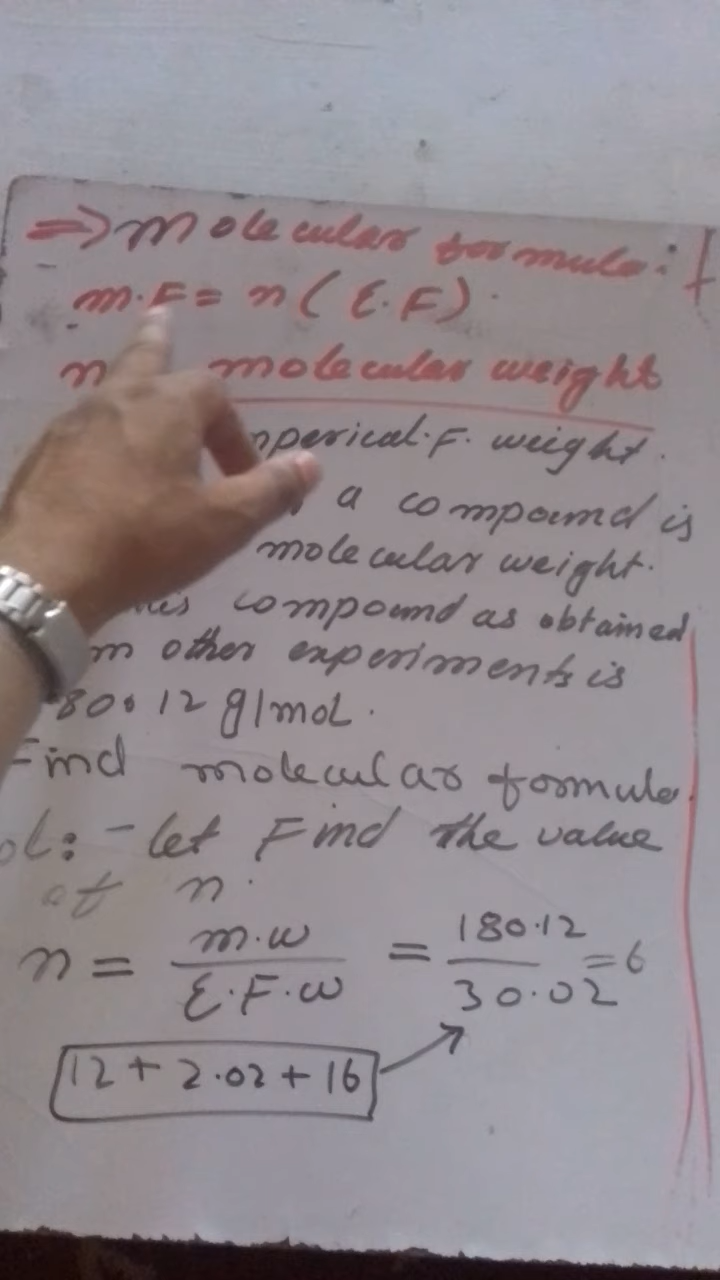 ⇒ molecular formula:
m.F = n (E.F)
n molecular weight
mperical.F. weight.
a compound is
molecular weight.
compound as obtained
m other experiments is
80.12 g/mol.
Find molecular formula.
ol:- let Find the value
of n.
n = m.w / E.F.w = 180.12 / 30.02 = 6
12 + 2.02 + 16